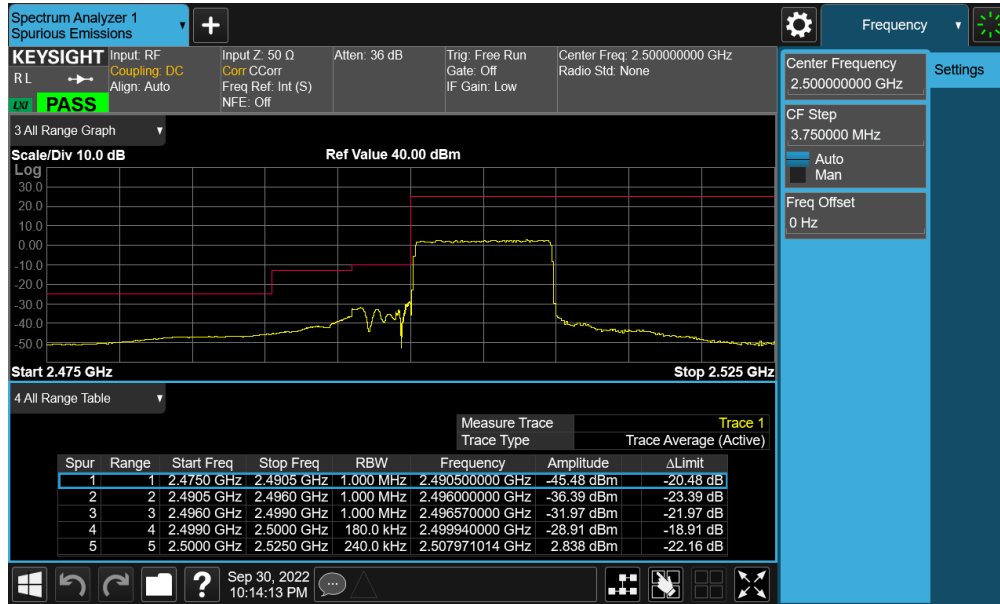 Spectrum Analyzer 1
Spurious Emissions
Frequency
KEYSIGHT
R L
LXI PASS
Input: RF
Coupling: DC
Align: Auto
Input Z: 50 Ω
Corr CCorr
Freq Ref: Int (S)
NFE: Off
Atten: 36 dB
Trig: Free Run
Gate: Off
IF Gain: Low
Center Freq: 2.500000000 GHz
Radio Std: None
Center Frequency
2.500000000 GHz
Settings
CF Step
3.750000 MHz
Auto
Man
Freq Offset
0 Hz
3 All Range Graph
Scale/Div 10.0 dB
Ref Value 40.00 dBm
Log
30.0
20.0
10.0
0.00
-10.0
-20.0
-30.0
-40.0
-50.0
Start 2.475 GHz
Stop 2.525 GHz
4 All Range Table
Measure Trace Trace 1
Trace Type Trace Average (Active)
Spur Range Start Freq Stop Freq RBW Frequency Amplitude ΔLimit
1 1 2.4750 GHz 2.4905 GHz 1.000 MHz 2.490500000 GHz -45.48 dBm -20.48 dB
2 2 2.4905 GHz 2.4960 GHz 1.000 MHz 2.496000000 GHz -36.39 dBm -23.39 dB
3 3 2.4960 GHz 2.4990 GHz 1.000 MHz 2.496570000 GHz -31.97 dBm -21.97 dB
4 4 2.4990 GHz 2.5000 GHz 180.0 kHz 2.499940000 GHz -28.91 dBm -18.91 dB
5 5 2.5000 GHz 2.5250 GHz 240.0 kHz 2.507971014 GHz 2.838 dBm -22.16 dB
?
Sep 30, 2022
10:14:13 PM